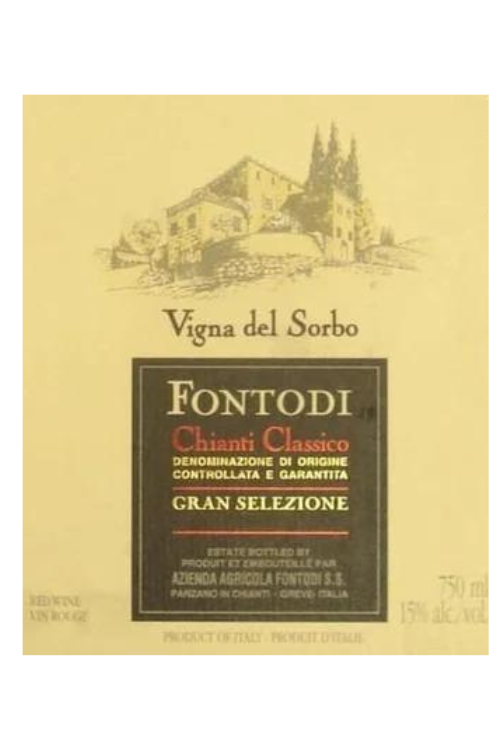 Vigna del Sorbo
FONTODI
Chianti Classico
DENOMINAZIONE DI ORIGINE
CONTROLLATA E GARANTITA
GRAN SELEZIONE
ESTATE BOTTLED BY
PRODUIT ET EMBOUTEILLÉ PAR
AZIENDA AGRICOLA FONTODI S.S.
PANZANO IN CHIANTI - GREVE- ITALIA
RED WINE
VIN ROUGE
750 ml
15% alc./vol.
PRODUCT OF ITALY - PRODUIT D'ITALIE